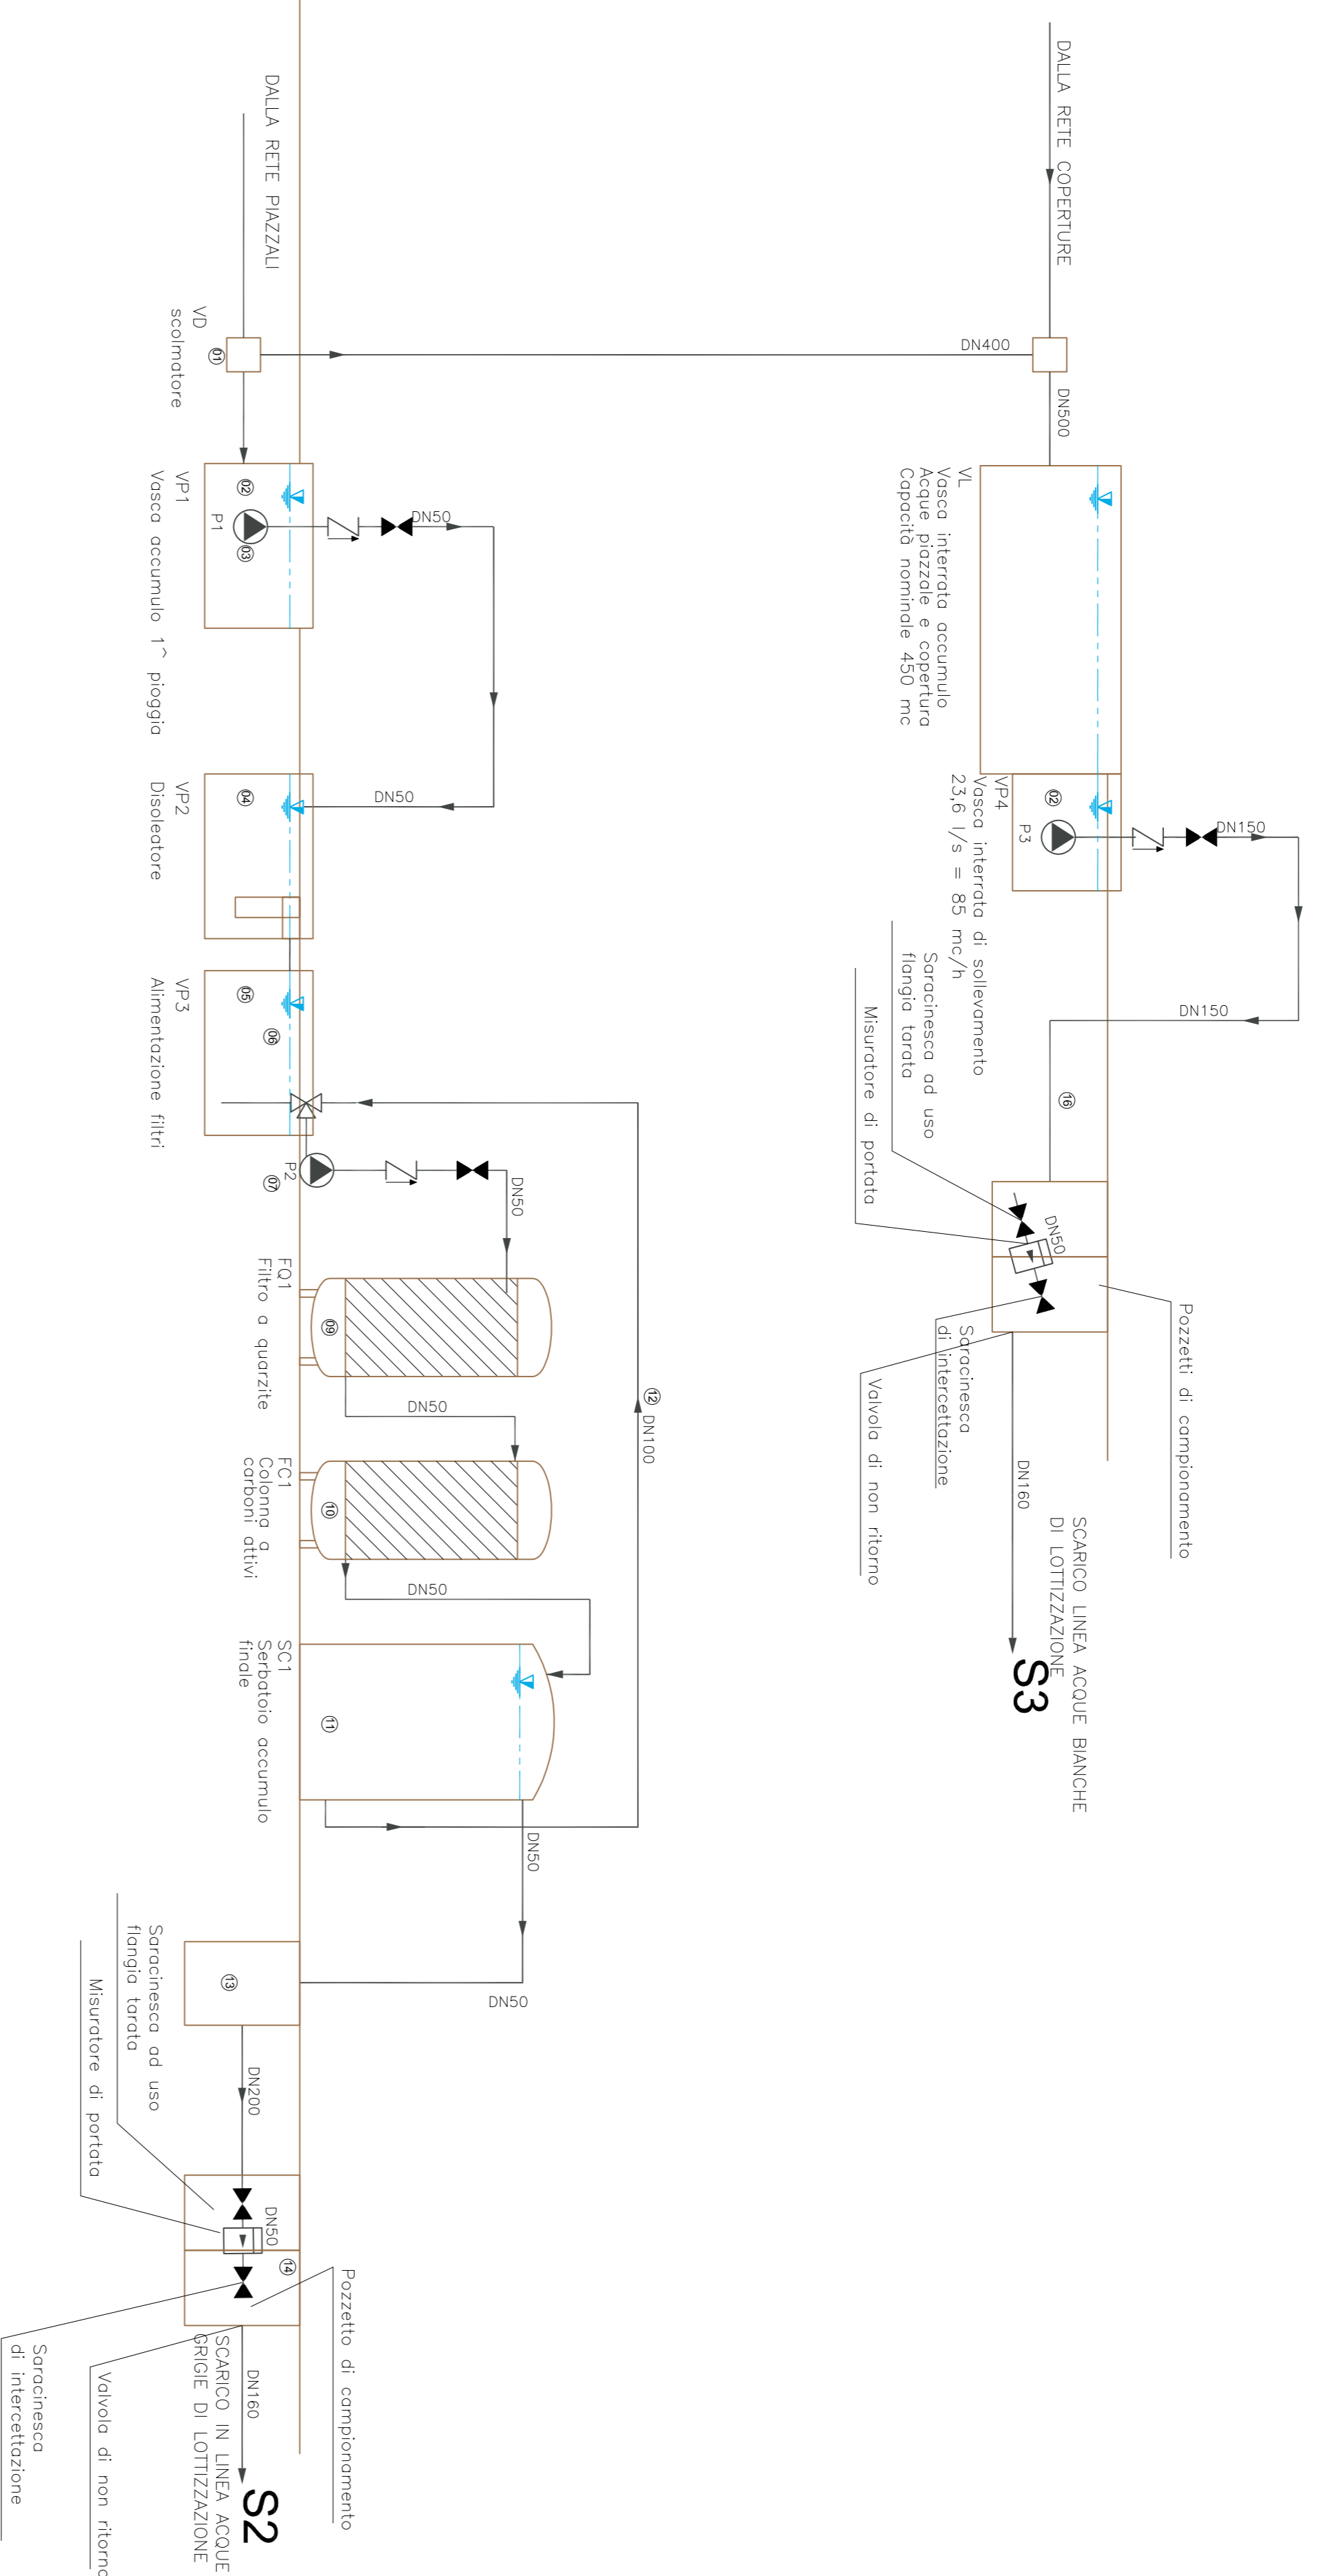 DALLA RETE COPERTURE
DN400
DN500
VL
Vasca interrata accumulo
Acque piazzale e copertura
Capacità nominale 450 mc
02
P3
DN150
DN150
VP4
Vasca interrata di sollevamento
23,6 l/s = 85 mc/h
16
Saracinesca ad uso
flangia tarata
Misuratore di portata
DN50
Pozzetti di campionamento
Saracinesca
di intercettazione
Valvola di non ritorno
DN160
SCARICO LINEA ACQUE BIANCHE
DI LOTTIZZAZIONE
S3
DALLA RETE PIAZZALI
VD
scolmatore
01
02
P1
03
DN50
VP1
Vasca accumulo 1^ pioggia
DN50
04
VP2
Disoleatore
05
06
VP3
Alimentazione filtri
P2
07
DN50
FQ1
Filtro a quarzite
09
DN50
12
DN100
FC1
Colonna a
carboni attivi
10
DN50
SC1
Serbatoio accumulo
finale
11
DN50
DN50
13
DN200
Saracinesca ad uso
flangia tarata
Misuratore di portata
DN50
14
Pozzetto di campionamento
Saracinesca
di intercettazione
Valvola di non ritorno
DN160
SCARICO IN LINEA ACQUE
GRIGIE DI LOTTIZZAZIONE
S2